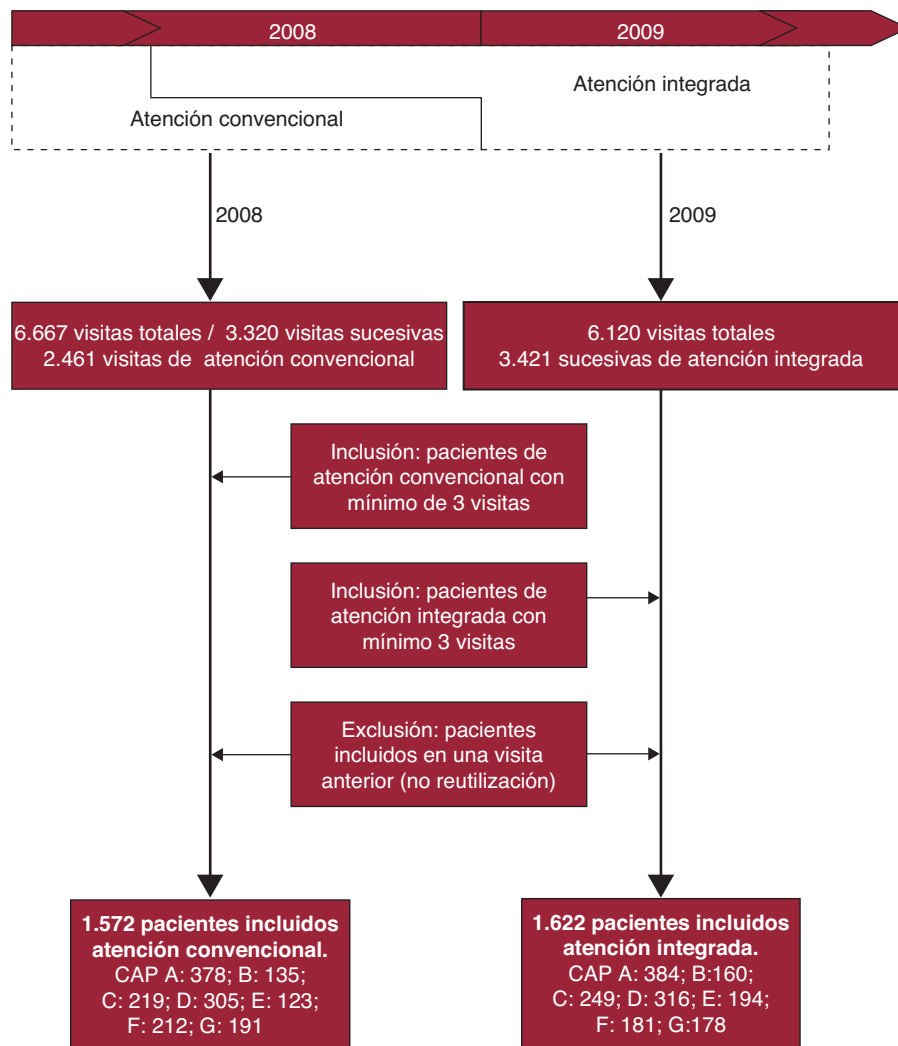 2008
2009
Atención integrada
Atención convencional
2008
2009
6.667 visitas totales / 3.320 visitas sucesivas
2.461 visitas de atención convencional
6.120 visitas totales
3.421 sucesivas de atención integrada
Inclusión: pacientes de
atención convencional con
mínimo de 3 visitas
Inclusión: pacientes de
atención integrada con
mínimo 3 visitas
Exclusión: pacientes
incluidos en una visita
anterior (no reutilización)
1.572 pacientes incluidos
atención convencional.
CAP A: 378; B: 135;
C: 219; D: 305; E: 123;
F: 212; G: 191
1.622 pacientes incluidos
atención integrada.
CAP A: 384; B:160;
C: 249; D: 316; E: 194;
F: 181; G:178